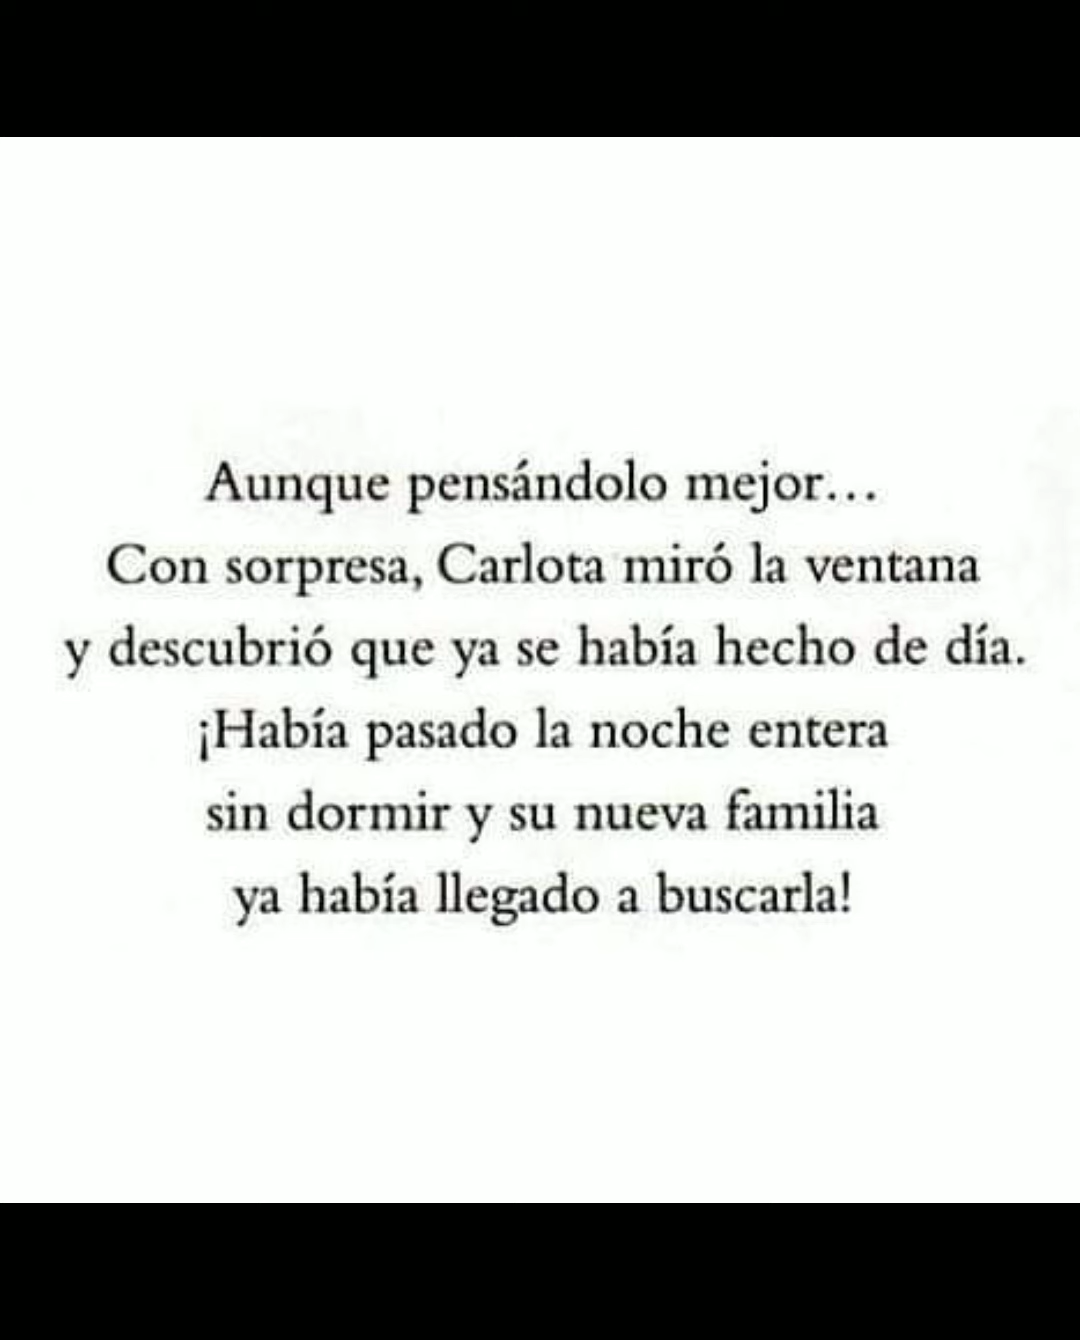 Aunque pensándolo mejor...
Con sorpresa, Carlota miró la ventana
y descubrió que ya se había hecho de día.
¡Había pasado la noche entera
sin dormir y su nueva familia
ya había llegado a buscarla!